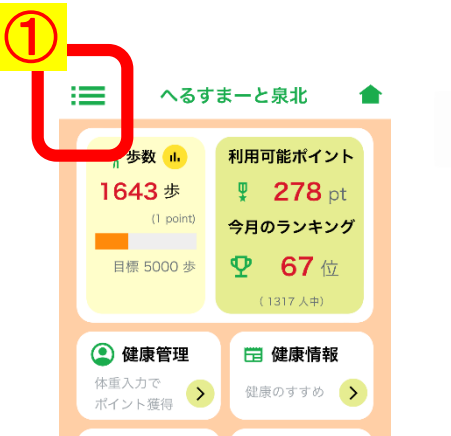 ①
へるすまーと泉北
歩数
1643 歩
(1 point)
目標 5000 歩
利用可能ポイント
278 pt
今月のランキング
67 位
( 1317 人中)
健康管理
体重入力で
ポイント獲得
健康情報
健康のすすめ